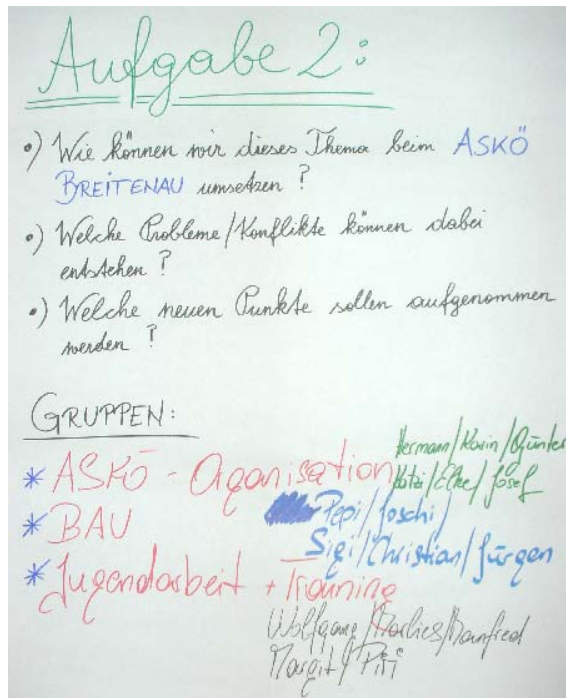 Aufgabe 2:
•) Wie können wir dieses Thema beim ASKÖ
BREITENAU umsetzen?
•) Welche Probleme/Konflikte können dabei
entstehen?
•) Welche neuen Punkte sollen aufgenommen
werden?
GRUPPEN:
Hermann/Karin/Günter
* ASKÖ - Oganisation
/Elke/Josef
* BAU
Pepi/Joschi/
Sigi/Christian/Jürgen
* Jugendarbeit + Training
Wolfgang/Marlies/Manfred
Margit/